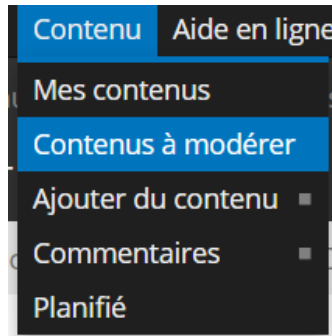 Contenu Aide en ligne
Mes contenus
Contenus à modérer
Ajouter du contenu
Commentaires
Planifié